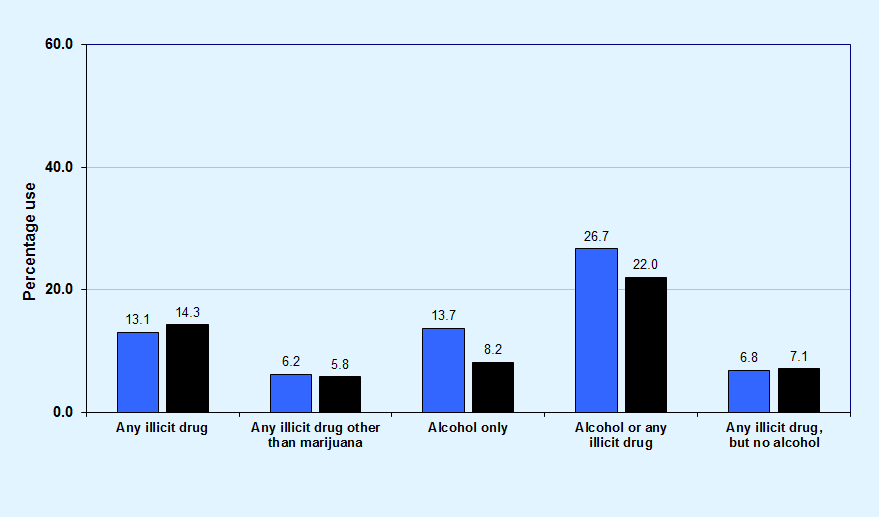 60.0
40.0
20.0
0.0
Percentage use
13.1
14.3
6.2
5.8
13.7
8.2
26.7
22.0
6.8
7.1
Any illicit drug
Any illicit drug other
than marijuana
Alcohol only
Alcohol or any
illicit drug
Any illicit drug,
but no alcohol